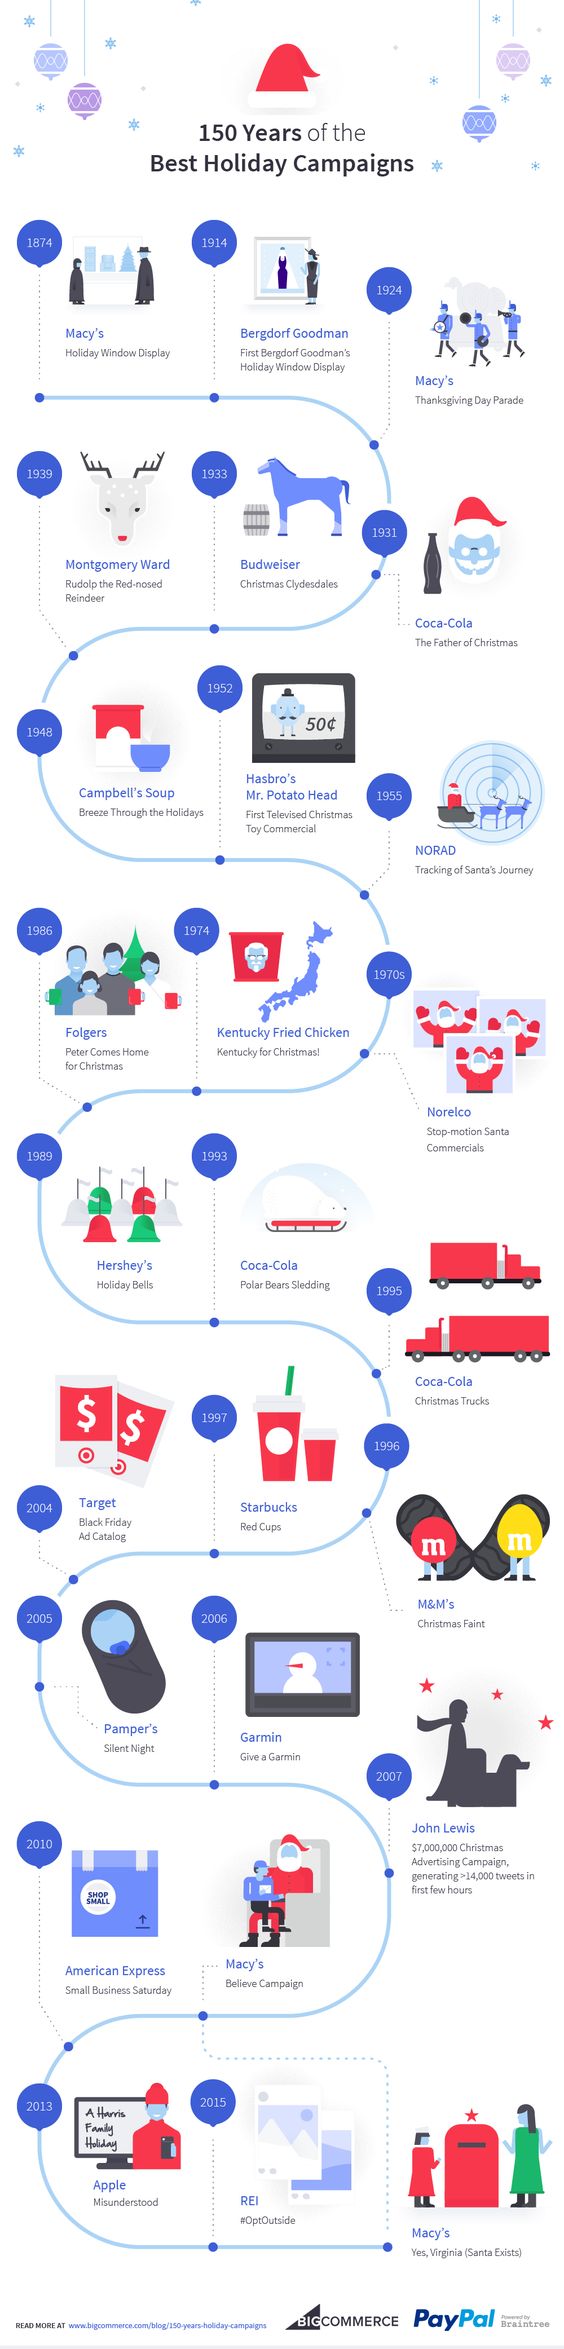 150 Years of the
Best Holiday Campaigns
1874
Macy's
Holiday Window Display
1914
Bergdorf Goodman
First Bergdorf Goodman's
Holiday Window Display
1924
Macy's
Thanksgiving Day Parade
1939
Montgomery Ward
Rudolp the Red-nosed
Reindeer
1933
Budweiser
Christmas Clydesdales
1931
Coca-Cola
The Father of Christmas
1948
Campbell's Soup
Breeze Through the Holidays
1952
50¢
Hasbro's
Mr. Potato Head
First Televised Christmas
Toy Commercial
1955
NORAD
Tracking of Santa's Journey
1986
Folgers
Peter Comes Home
for Christmas
1974
Kentucky Fried Chicken
Kentucky for Christmas!
1970s
Norelco
Stop-motion Santa
Commercials
1989
Hershey's
Holiday Bells
1993
Coca-Cola
Polar Bears Sledding
1995
Coca-Cola
Christmas Trucks
$
$
Target
Black Friday
Ad Catalog
2004
1997
Starbucks
Red Cups
1996
m
m
M&M's
Christmas Faint
2005
Pamper's
Silent Night
2006
Garmin
Give a Garmin
2007
John Lewis
$7,000,000 Christmas
Advertising Campaign,
generating >14,000 tweets in
first few hours
2010
SHOP
SMALL
American Express
Small Business Saturday
Macy's
Believe Campaign
2013
A Harris
Family
Holiday
Apple
Misunderstood
2015
REI
#OptOutside
Macy's
Yes, Virginia (Santa Exists)
READ MORE AT www.bigcommerce.com/blog/150-years-holiday-campaigns
BIGCOMMERCE
PayPal
Powered by
Braintree